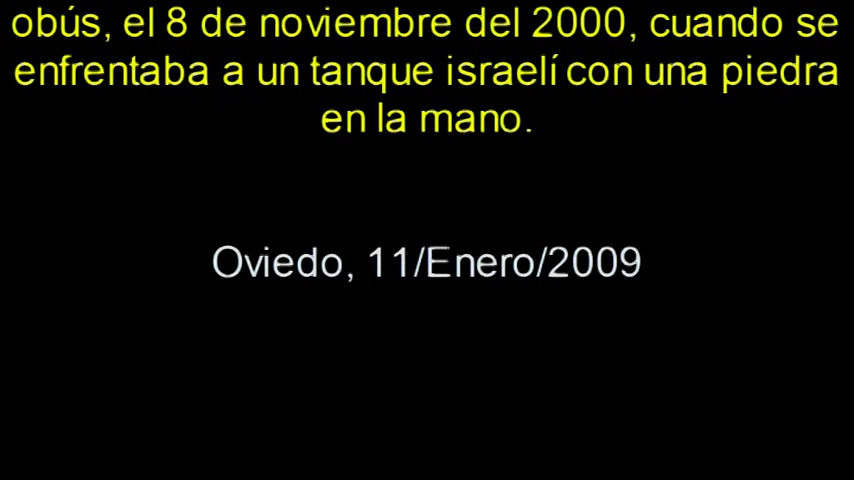 obús, el 8 de noviembre del 2000, cuando se
enfrentaba a un tanque israelí con una piedra
en la mano.
Oviedo, 11/Enero/2009